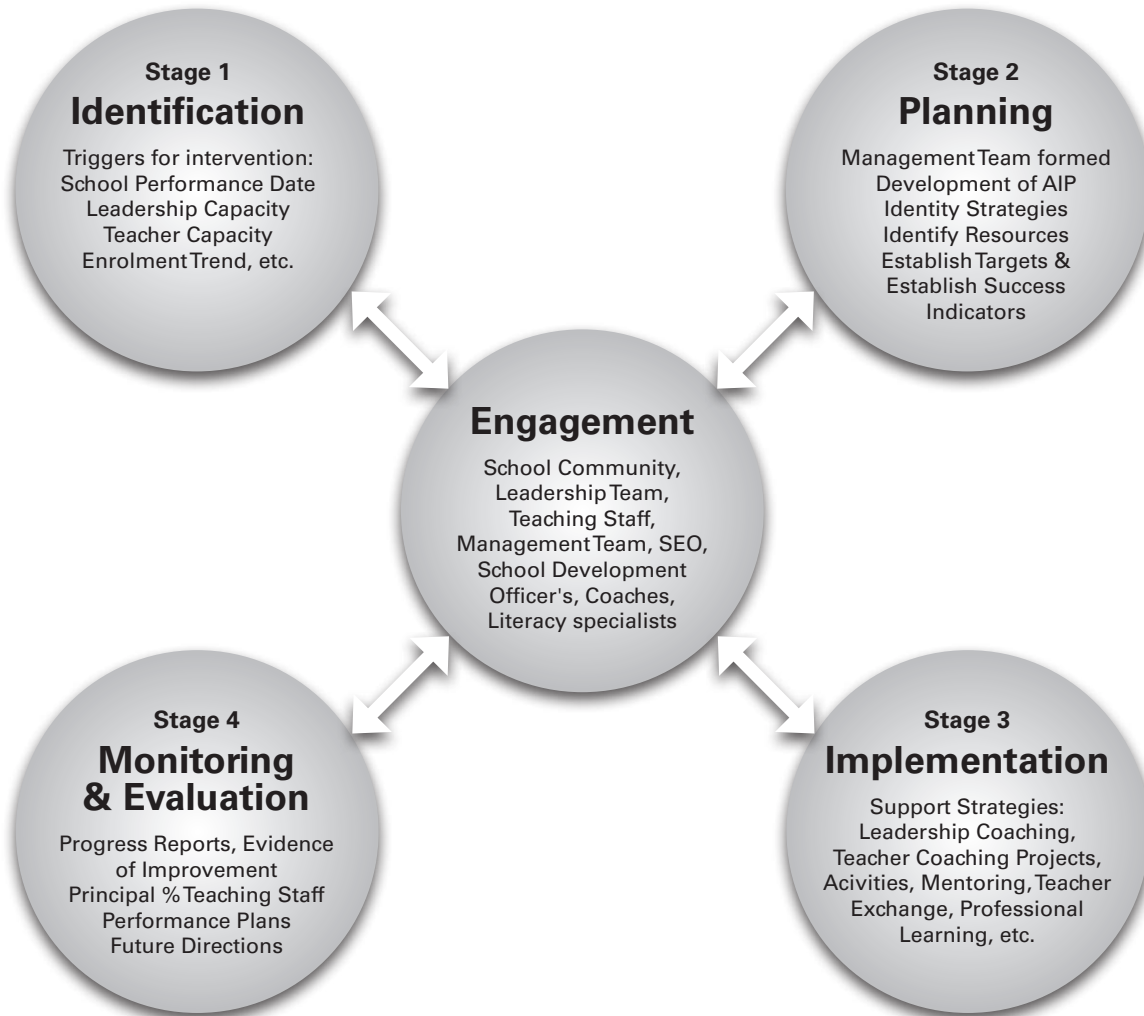 Stage 1
Identification
Triggers for intervention:
School Performance Date
Leadership Capacity
Teacher Capacity
Enrolment Trend, etc.
Stage 2
Planning
Management Team formed
Development of AIP
Identity Strategies
Identify Resources
Establish Targets &
Establish Success
Indicators
Engagement
School Community,
Leadership Team,
Teaching Staff,
Management Team, SEO,
School Development
Officer's, Coaches,
Literacy specialists
Stage 4
Monitoring
& Evaluation
Progress Reports, Evidence
of Improvement
Principal % Teaching Staff
Performance Plans
Future Directions
Stage 3
Implementation
Support Strategies:
Leadership Coaching,
Teacher Coaching Projects,
Acivities, Mentoring, Teacher
Exchange, Professional
Learning, etc.